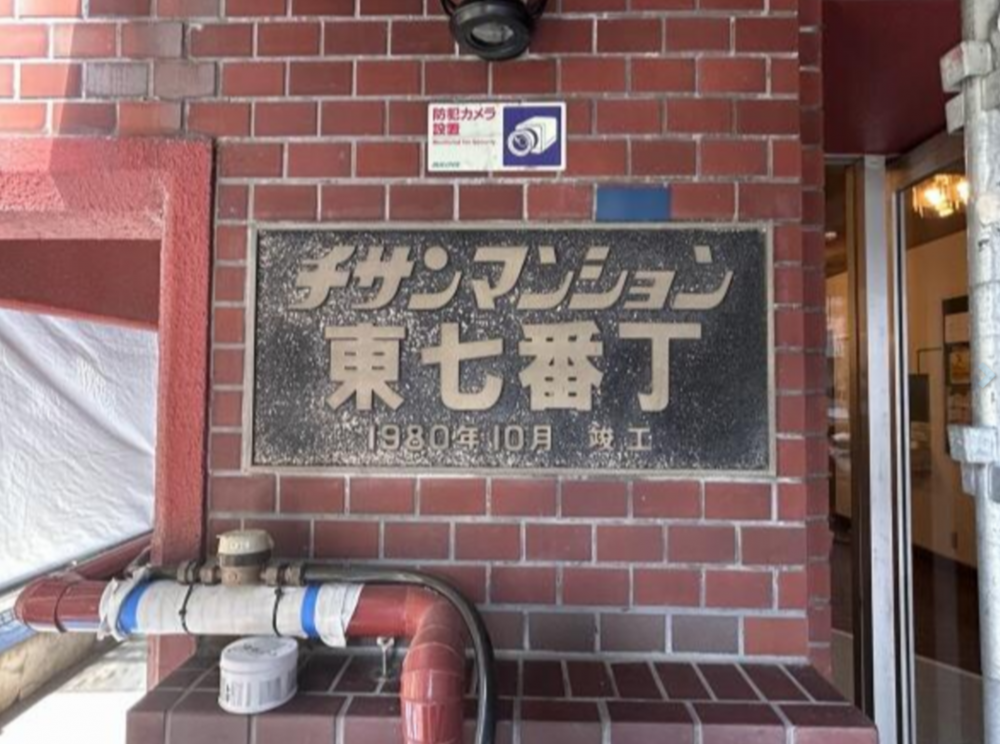 防犯カメラ
設置
チサンマンション
東七番丁
1980年10月 竣工